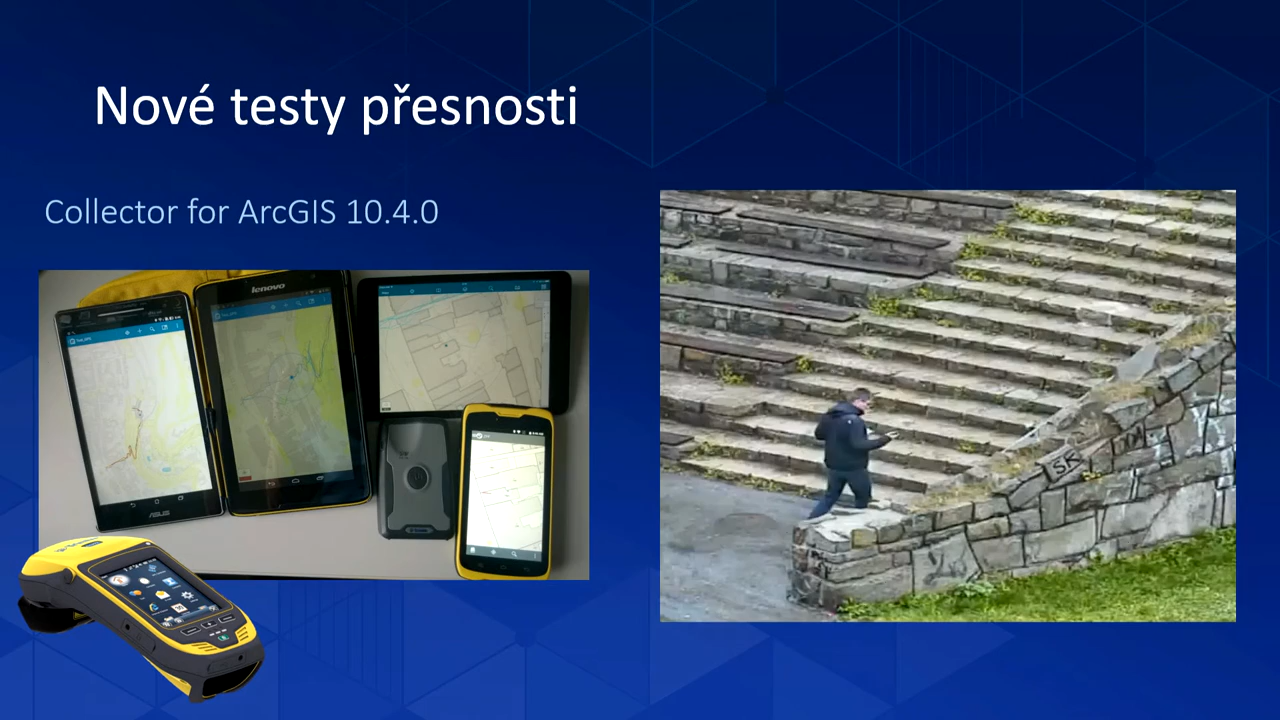 Nové testy přesnosti
Collector for ArcGIS 10.4.0
lenovo
ASUS
SK